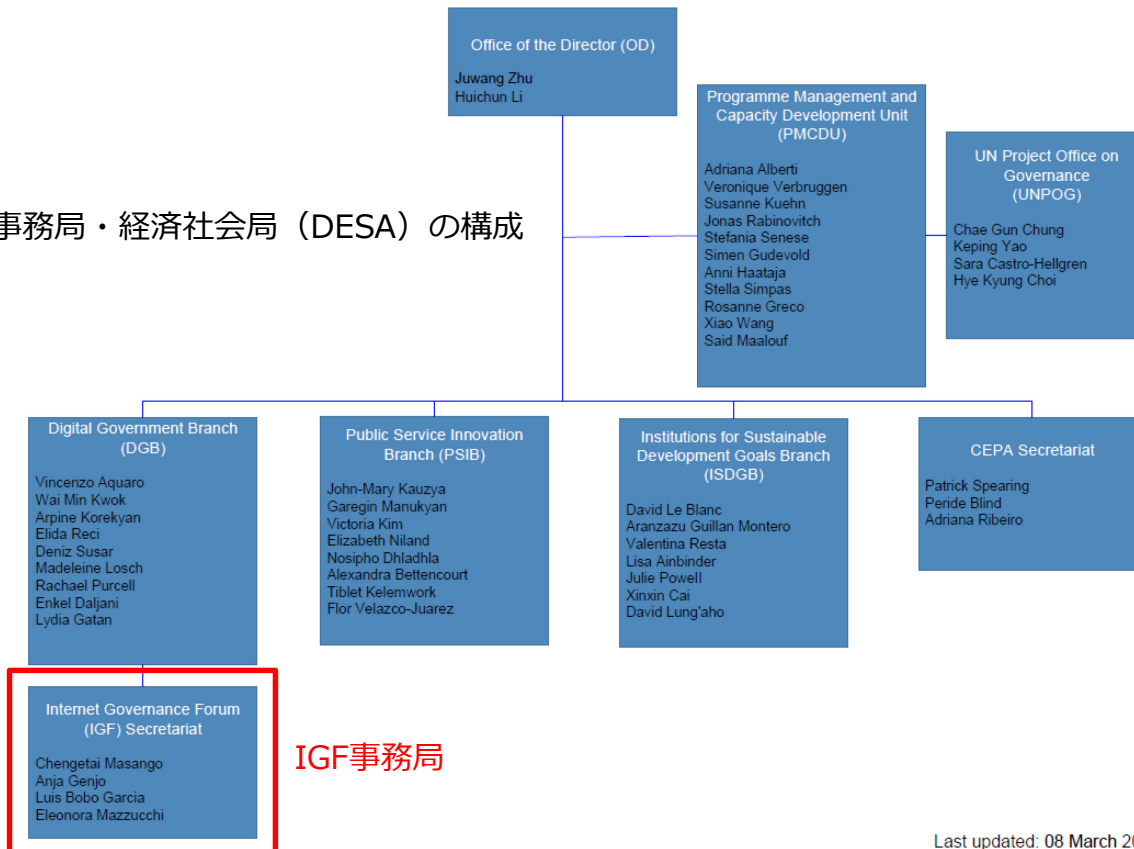 Office of the Director (OD)
Juwang Zhu
Huichun Li
Programme Management and
Capacity Development Unit
(PMCDU)
Adriana Alberti
Veronique Verbruggen
Susanne Kuehn
Jonas Rabinovitch
Stefania Senese
Simen Gudevold
Anni Haataja
Stella Simpas
Rosanne Greco
Xiao Wang
Said Maalouf
UN Project Office on
Governance
(UNPOG)
Chae Gun Chung
Keping Yao
Sara Castro-Hellgren
Hye Kyung Choi
事務局・経済社会局（DESA）の構成
Digital Government Branch
(DGB)
Vincenzo Aquaro
Wai Min Kwok
Arpine Korekyan
Elida Reci
Deniz Susar
Madeleine Losch
Rachael Purcell
Enkel Daljani
Lydia Gatan
Public Service Innovation
Branch (PSIB)
John-Mary Kauzya
Garegin Manukyan
Victoria Kim
Elizabeth Niland
Nosipho Dhladhla
Alexandra Bettencourt
Tiblet Kelemwork
Flor Velazco-Juarez
Institutions for Sustainable
Development Goals Branch
(ISDGB)
David Le Blanc
Aranzazu Guillan Montero
Valentina Resta
Lisa Ainbinder
Julie Powell
Xinxin Cai
David Lung'aho
CEPA Secretariat
Patrick Spearing
Peride Blind
Adriana Ribeiro
Internet Governance Forum
(IGF) Secretariat
Chengetai Masango
Anja Genjo
Luis Bobo Garcia
Eleonora Mazzucchi
IGF事務局
Last updated: 08 March 20